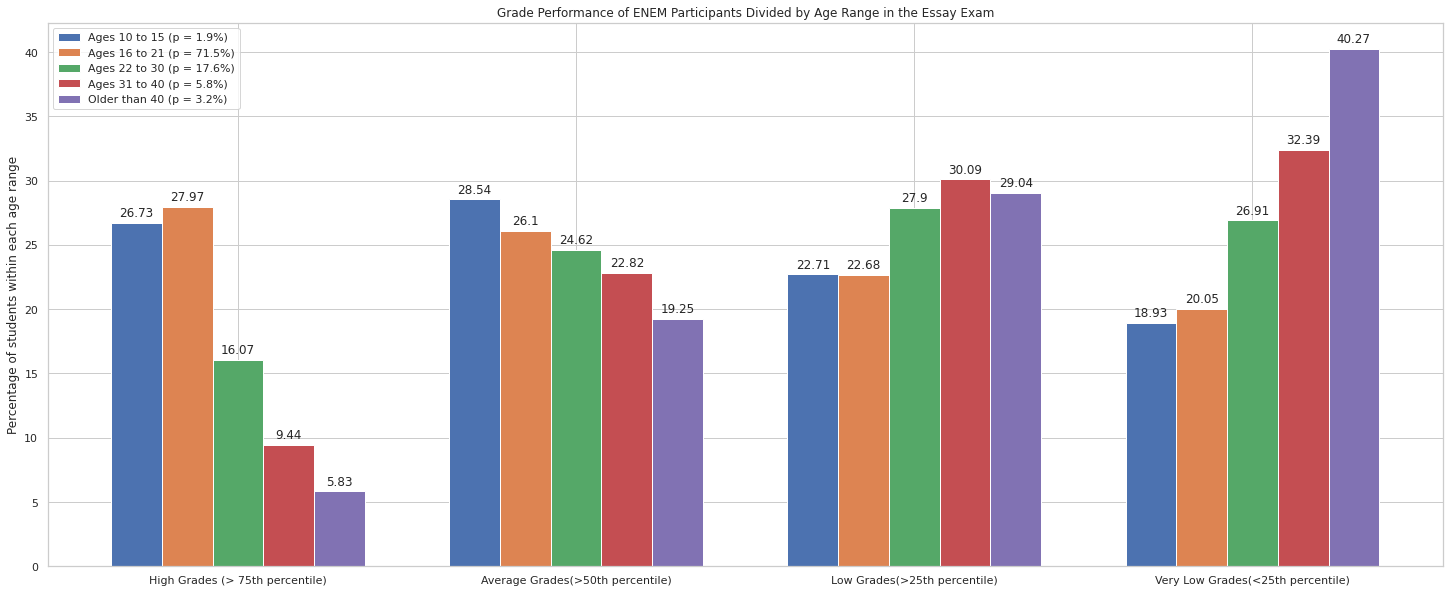 Grade Performance of ENEM Participants Divided by Age Range in the Essay Exam
Ages 10 to 15 (p = 1.9%)
Ages 16 to 21 (p = 71.5%)
Ages 22 to 30 (p = 17.6%)
Ages 31 to 40 (p = 5.8%)
Older than 40 (p = 3.2%)
Percentage of students within each age range
40
35
30
25
20
15
10
5
0
26.73
27.97
16.07
9.44
5.83
28.54
26.1
24.62
22.82
19.25
22.71
22.68
27.9
30.09
29.04
18.93
20.05
26.91
32.39
40.27
High Grades (> 75th percentile)
Average Grades(>50th percentile)
Low Grades(>25th percentile)
Very Low Grades(<25th percentile)